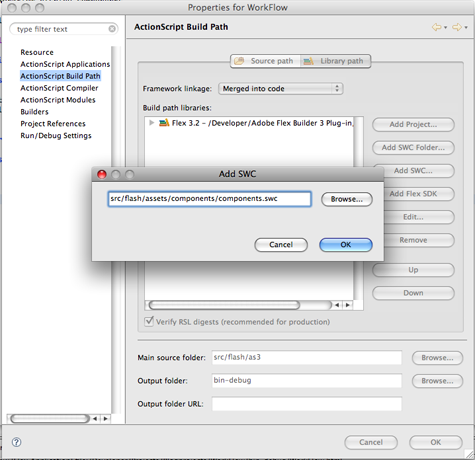 Properties for WorkFlow
type filter text
ActionScript Build Path
Resource
ActionScript Applications
ActionScript Build Path
ActionScript Compiler
ActionScript Modules
Builders
Project References
Run/Debug Settings
Source path
Library path
Framework linkage: Merged into code
Build path libraries:
Flex 3.2 - /Developer/Adobe Flex Builder 3 Plug-in,
Add Project...
Add SWC Folder...
Add SWC...
Add Flex SDK
Edit...
Remove
Up
Down
Add SWC
src/flash/assets/components/components.swc
Browse...
Cancel
OK
Verify RSL digests (recommended for production)
Main source folder: src/flash/as3 Browse...
Output folder: bin-debug Browse...
Output folder URL:
?
Cancel
OK